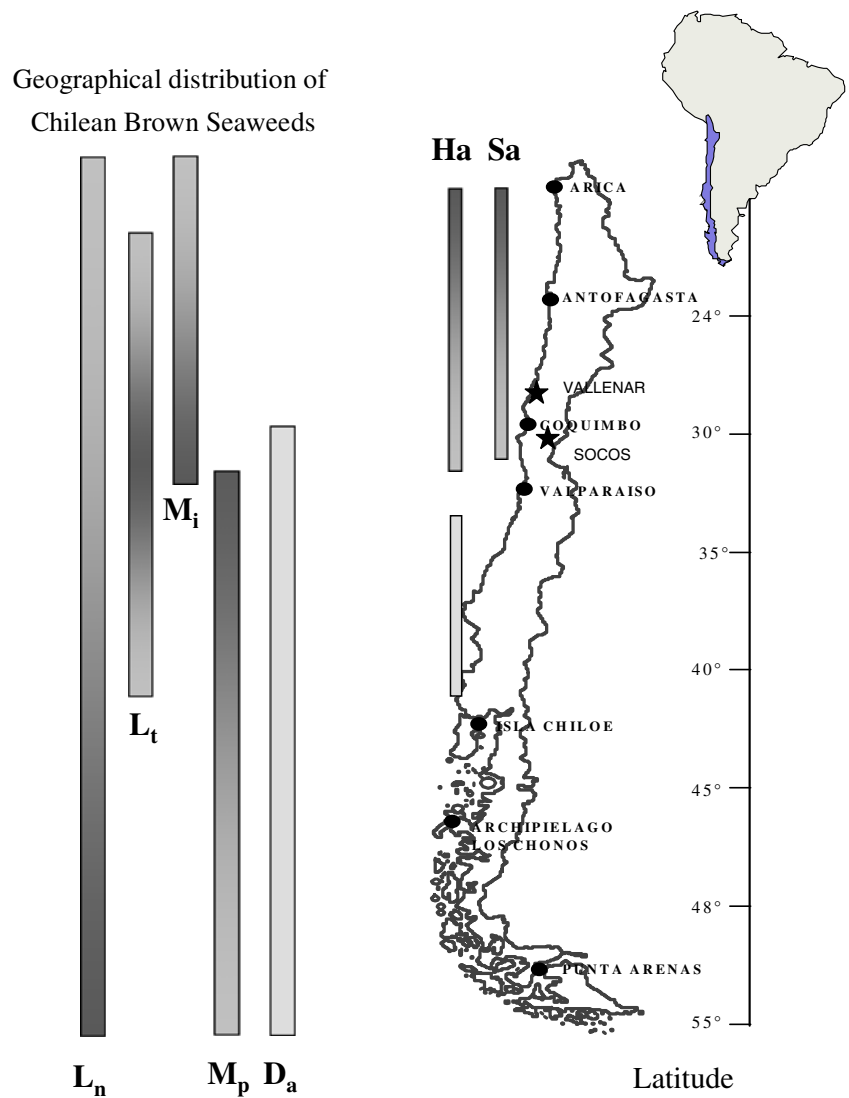 Geographical distribution of
Chilean Brown Seaweeds
Ha Sa
ARICA
ANTOFAGASTA
24°
VALLENAR
COQUIMBO
30°
SOCOS
VALPARAISO
Mi
35°
40°
Lt
ISLA CHILOE
45°
ARCHIPIELAGO
LOS CHONOS
48°
PUNTA ARENAS
55°
Ln Mp Da
Latitude